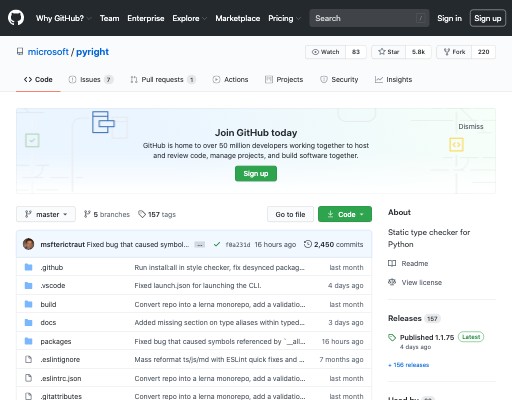 Why GitHub? Team Enterprise Explore Marketplace Pricing Search / Sign in Sign up
microsoft / pyright Watch 83 Star 5.8k Fork 220
Code Issues 7 Pull requests 1 Actions Projects Security Insights
Dismiss
Join GitHub today
GitHub is home to over 50 million developers working together to host
and review code, manage projects, and build software together.
Sign up
master 5 branches 157 tags Go to file Code
msfterictraut Fixed bug that caused symbol... ... f0a231d 16 hours ago 2,450 commits
.github Run install:all in style checker, fix desynced packag... last month
.vscode Fixed launch.json for launching the CLI. 4 days ago
build Convert repo into a lerna monorepo, add a validatio... last month
docs Added missing section on type aliases within typed... 3 days ago
packages Fixed bug that caused symbols referenced by `__all... 16 hours ago
.eslintignore Mass reformat ts/js/md with ESLint quick fixes and ... 7 months ago
.eslintrc.json Convert repo into a lerna monorepo, add a validatio... last month
.gitattributes Convert repo into a lerna monorepo, add a validatio... last month
About
Static type checker for
Python
Readme
View license
Releases 157
Published 1.1.75 Latest
4 days ago
+ 156 releases